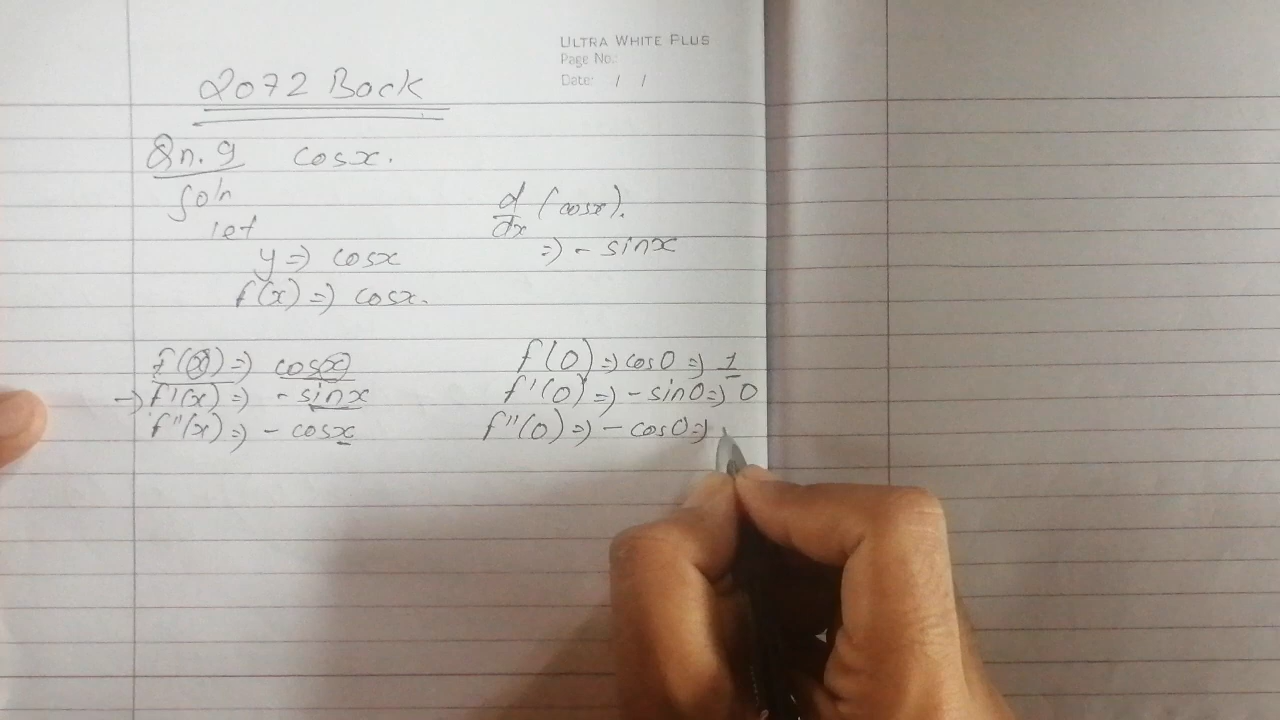 ULTRA WHITE PLUS
Page No.:
Date: / /
2072 Back
Qn. 9 cosx.
soln
let
y => cosx
f(x) => cosx.
d/dx (cosx).
=> - sinx
f(x) => cosx
-> f'(x) => - sinx
f''(x) => - cosx
f(0) => cos0 => 1
f'(0) => - sin0 => 0
f''(0) => - cos0 =>